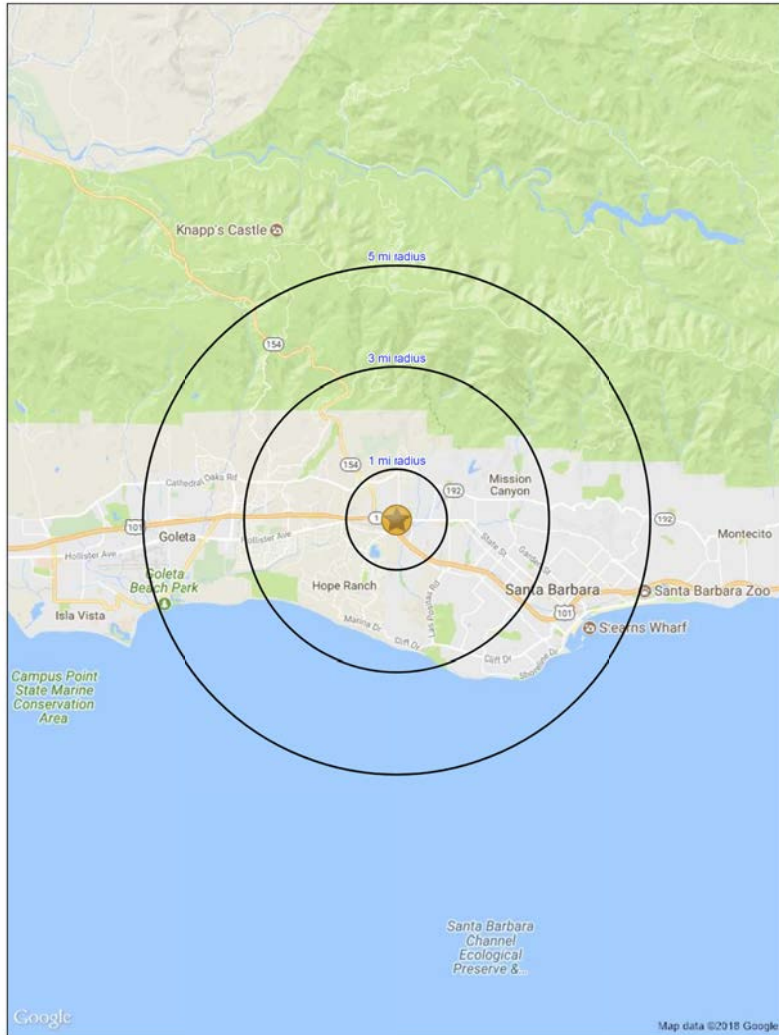 Knapp's Castle
5 mi radius
154
3 mi radius
1 mi radius
154
Cathedral Oaks Rd
192
Mission
Canyon
101
1
192
Goleta
Hollister Ave
Hollister Ave
State St
Garden St
Montecito
Goleta
Beach Park
Hope Ranch
Las Positas Rd
Santa Barbara
Santa Barbara Zoo
Isla Vista
101
Marina Dr
Stearns Wharf
Cliff Dr
Cliff Dr
Shoreline Dr
Campus Point
State Marine
Conservation
Area
Santa Barbara
Channel
Ecological
Preserve &...
Google
Map data ©2018 Google